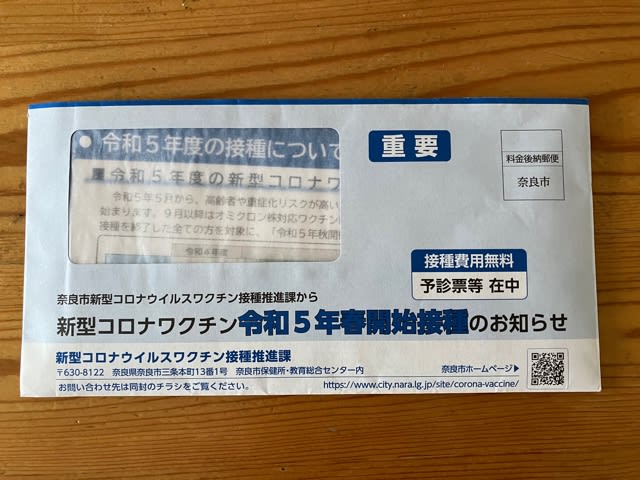 ● 令和5年度の接種について
■令和5年度の新型コロナワ
令和5年5月から、高齢者や重症化リスクが高い
始まります。9月以降はオミクロン株対応ワクチン
接種を終了した全ての方を対象に、「令和5年秋開
重要
料金後納郵便
奈良市
接種費用無料
予診票等 在中
奈良市新型コロナウイルスワクチン接種推進課から
新型コロナワクチン令和5年春開始接種のお知らせ
新型コロナウイルスワクチン接種推進課
〒630-8122 奈良県奈良市三条本町13番1号 奈良市保健所・教育総合センター内
お問い合わせ先は同封のチラシをご覧ください。
奈良市ホームページ▶
https://www.city.nara.lg.jp/site/corona-vaccine/